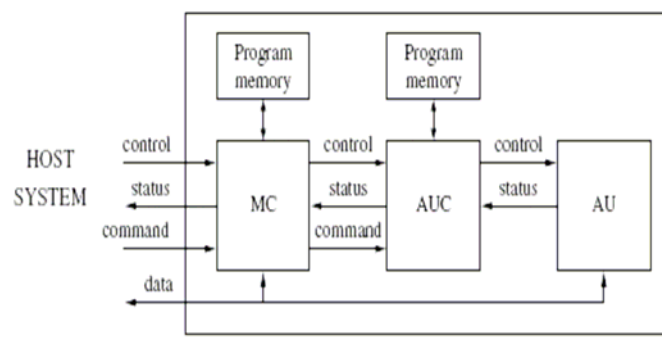 Program
memory
Program
memory
HOST
SYSTEM
control
control
control
status
status
status
MC
AUC
AU
command
command
data